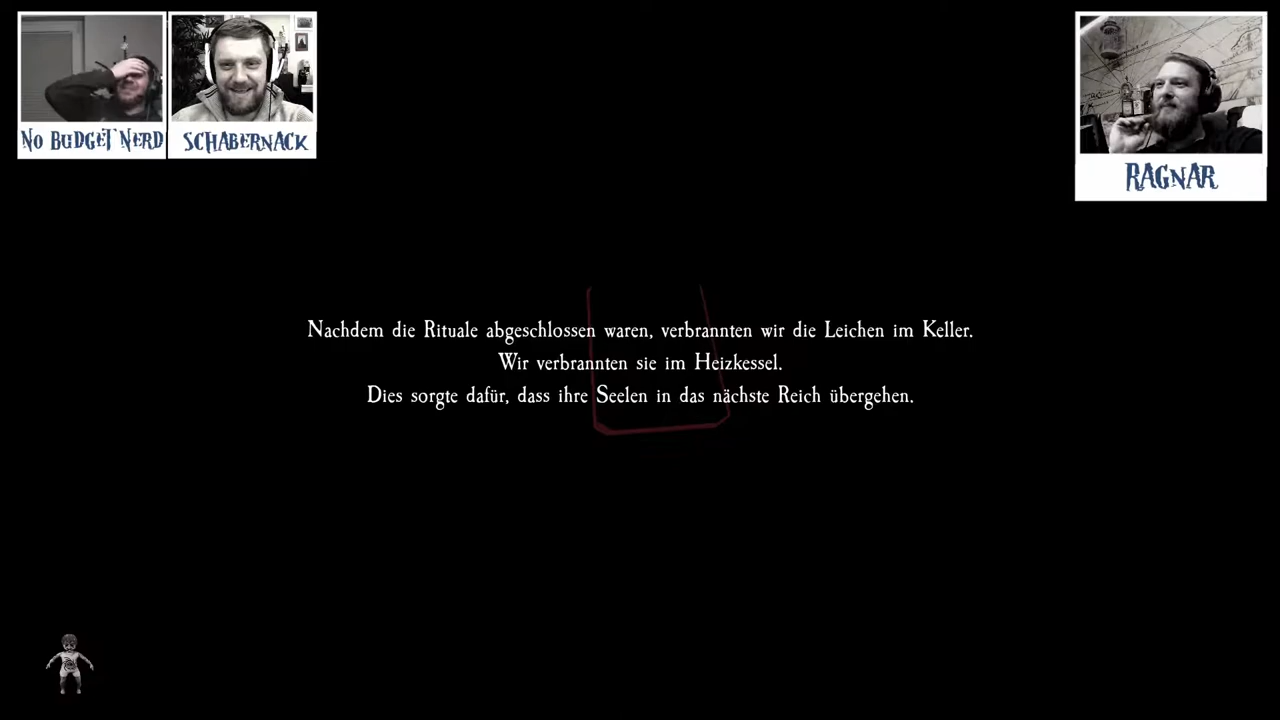 No Budget Nerd
Schabernack
Ragnar
Nachdem die Rituale abgeschlossen waren, verbrannten wir die Leichen im Keller.
Wir verbrannten sie im Heizkessel.
Dies sorgte dafür, dass ihre Seelen in das nächste Reich übergehen.